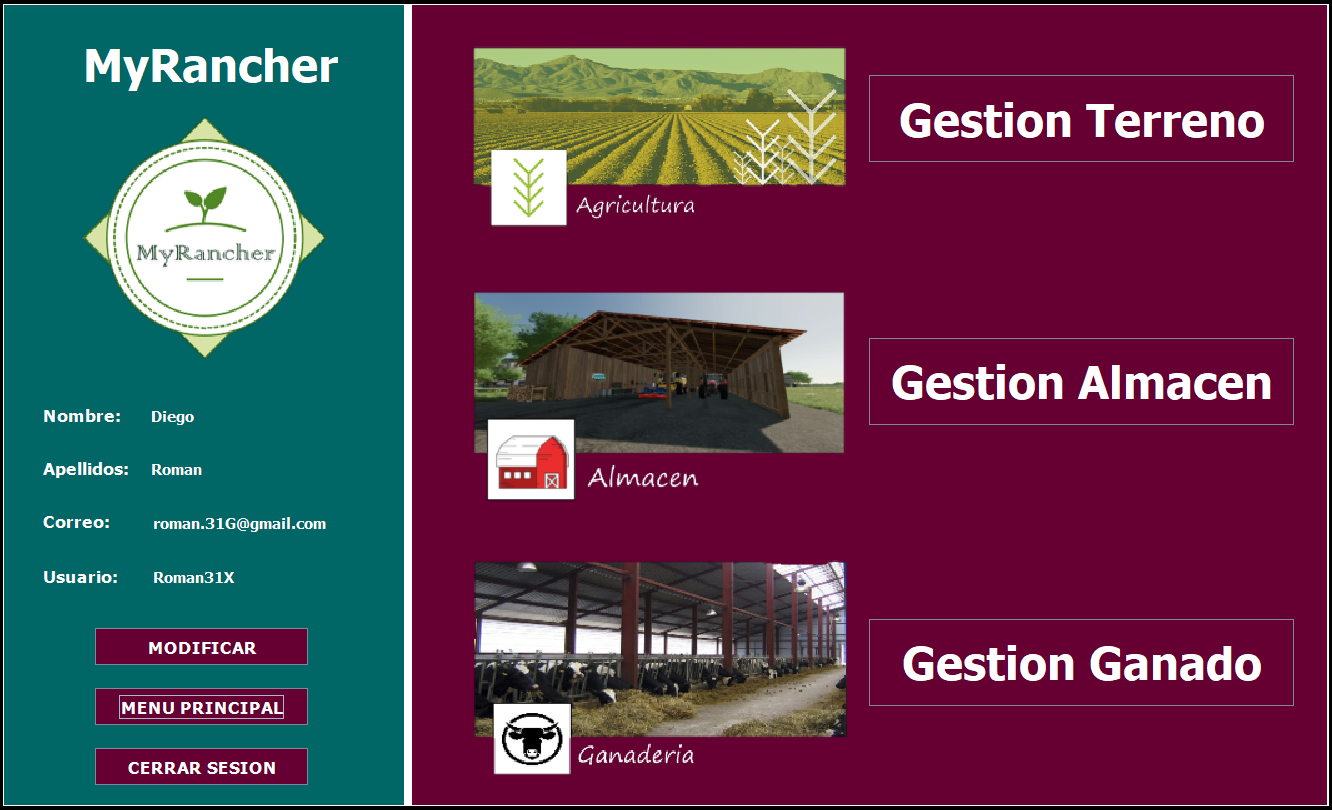 MyRancher
MyRancher
Nombre: Diego
Apellidos: Roman
Correo: roman.31G@gmail.com
Usuario: Roman31X
MODIFICAR
MENU PRINCIPAL
CERRAR SESION
Agricultura
Gestion Terreno
Almacen
Gestion Almacen
Ganaderia
Gestion Ganado